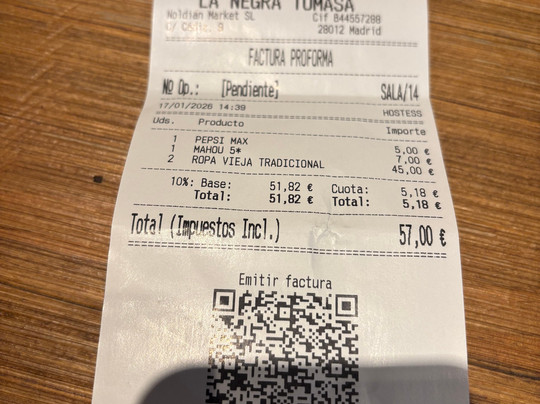 LA NEGRA TOMASA
Noldian Market SL Cif B44557288
C/ 9 28012 Madrid
FACTURA PROFORMA
Nº Op.: [Pendiente] SALA/14
17/01/2026 14:39 HOSTESS
Uds. Producto Importe
1 PEPSI MAX 5,00 €
1 MAHOU 5* 7,00 €
2 ROPA VIEJA TRADICIONAL 45,00 €
10%: Base: 51,82 € Cuota: 5,18 €
Total: 51,82 € Total: 5,18 €
Total (Impuestos Incl.) 57,00 €
Emitir factura